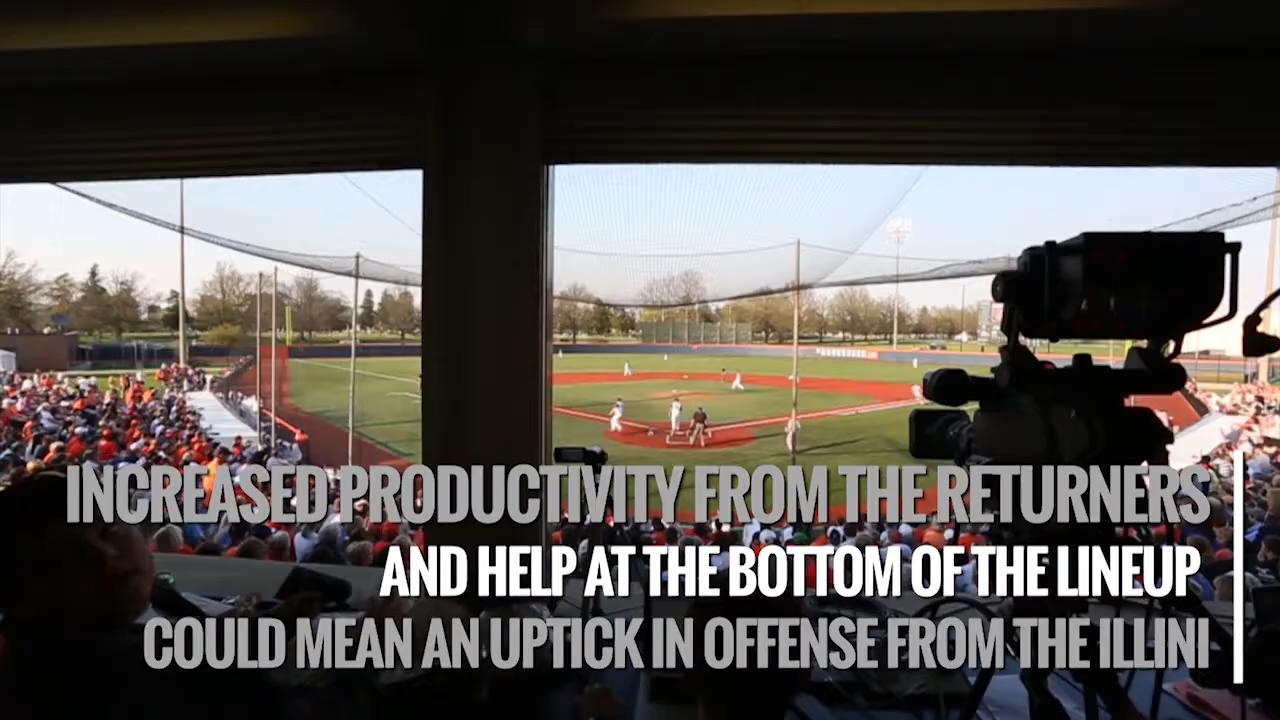 INCREASED PRODUCTIVITY FROM THE RETURNERS
AND HELP AT THE BOTTOM OF THE LINEUP
COULD MEAN AN UPTICK IN OFFENSE FROM THE ILLINI